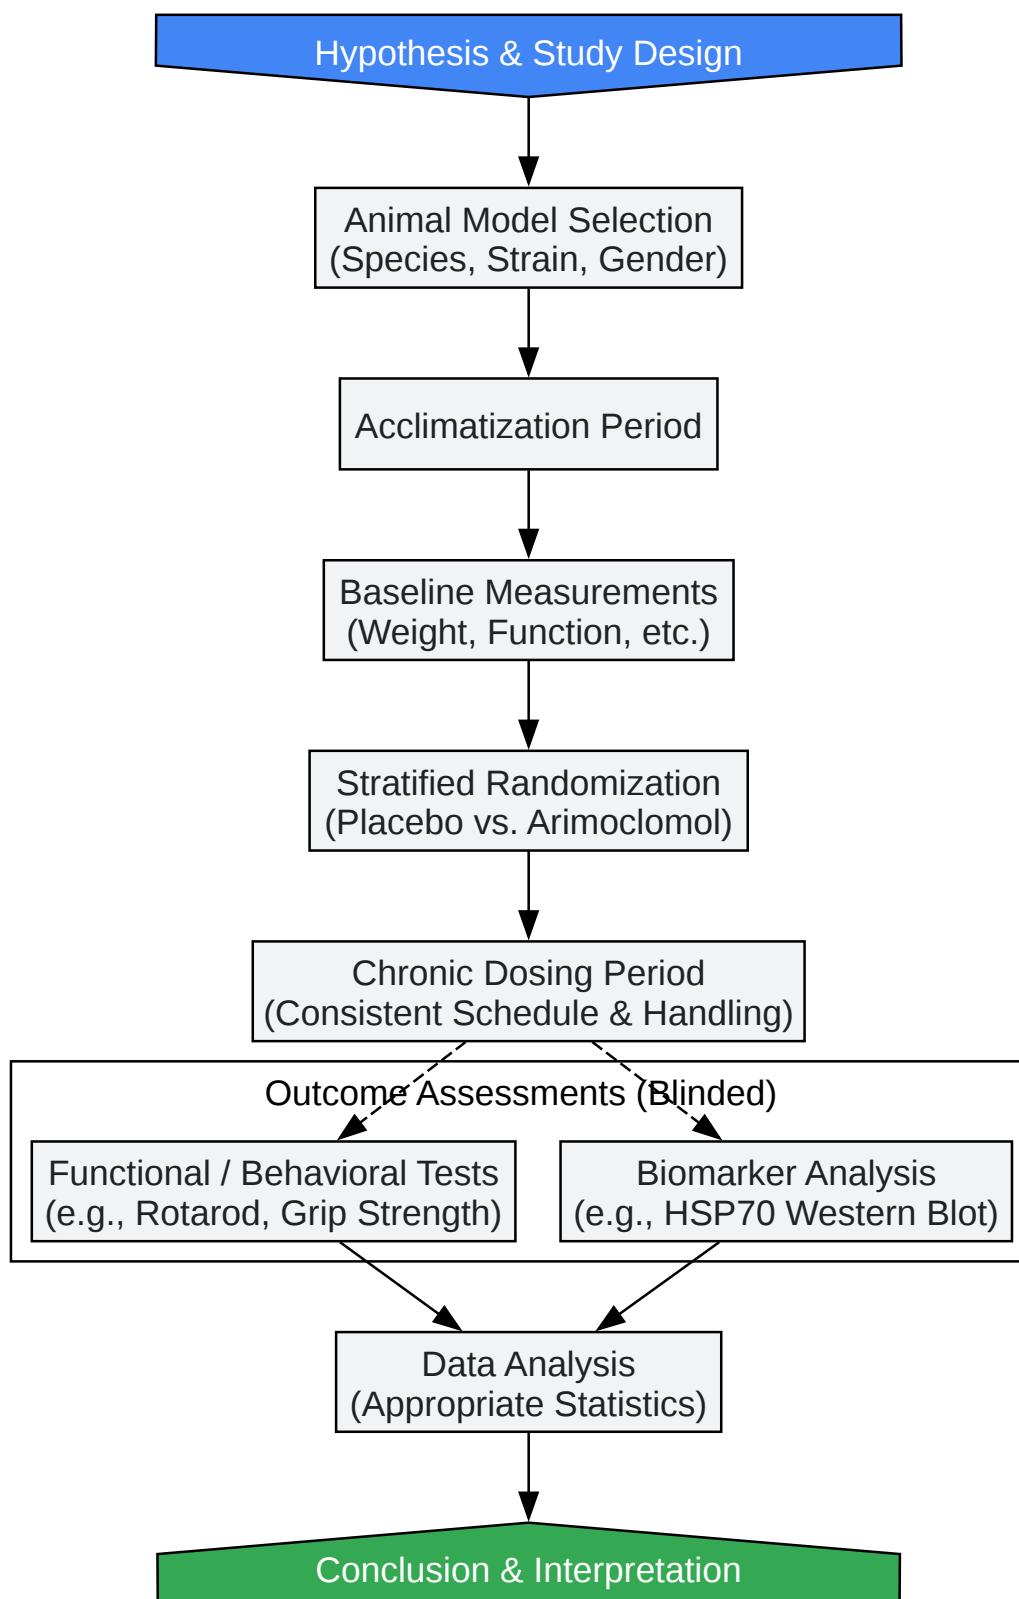 Hypothesis & Study Design
Animal Model Selection
(Species, Strain, Gender)
Acclimatization Period
Baseline Measurements
(Weight, Function, etc.)
Stratified Randomization
(Placebo vs. Arimoclomol)
Chronic Dosing Period
(Consistent Schedule & Handling)
Outcome Assessments (Blinded)
Functional / Behavioral Tests
(e.g., Rotarod, Grip Strength)
Biomarker Analysis
(e.g., HSP70 Western Blot)
Data Analysis
(Appropriate Statistics)
Conclusion & Interpretation